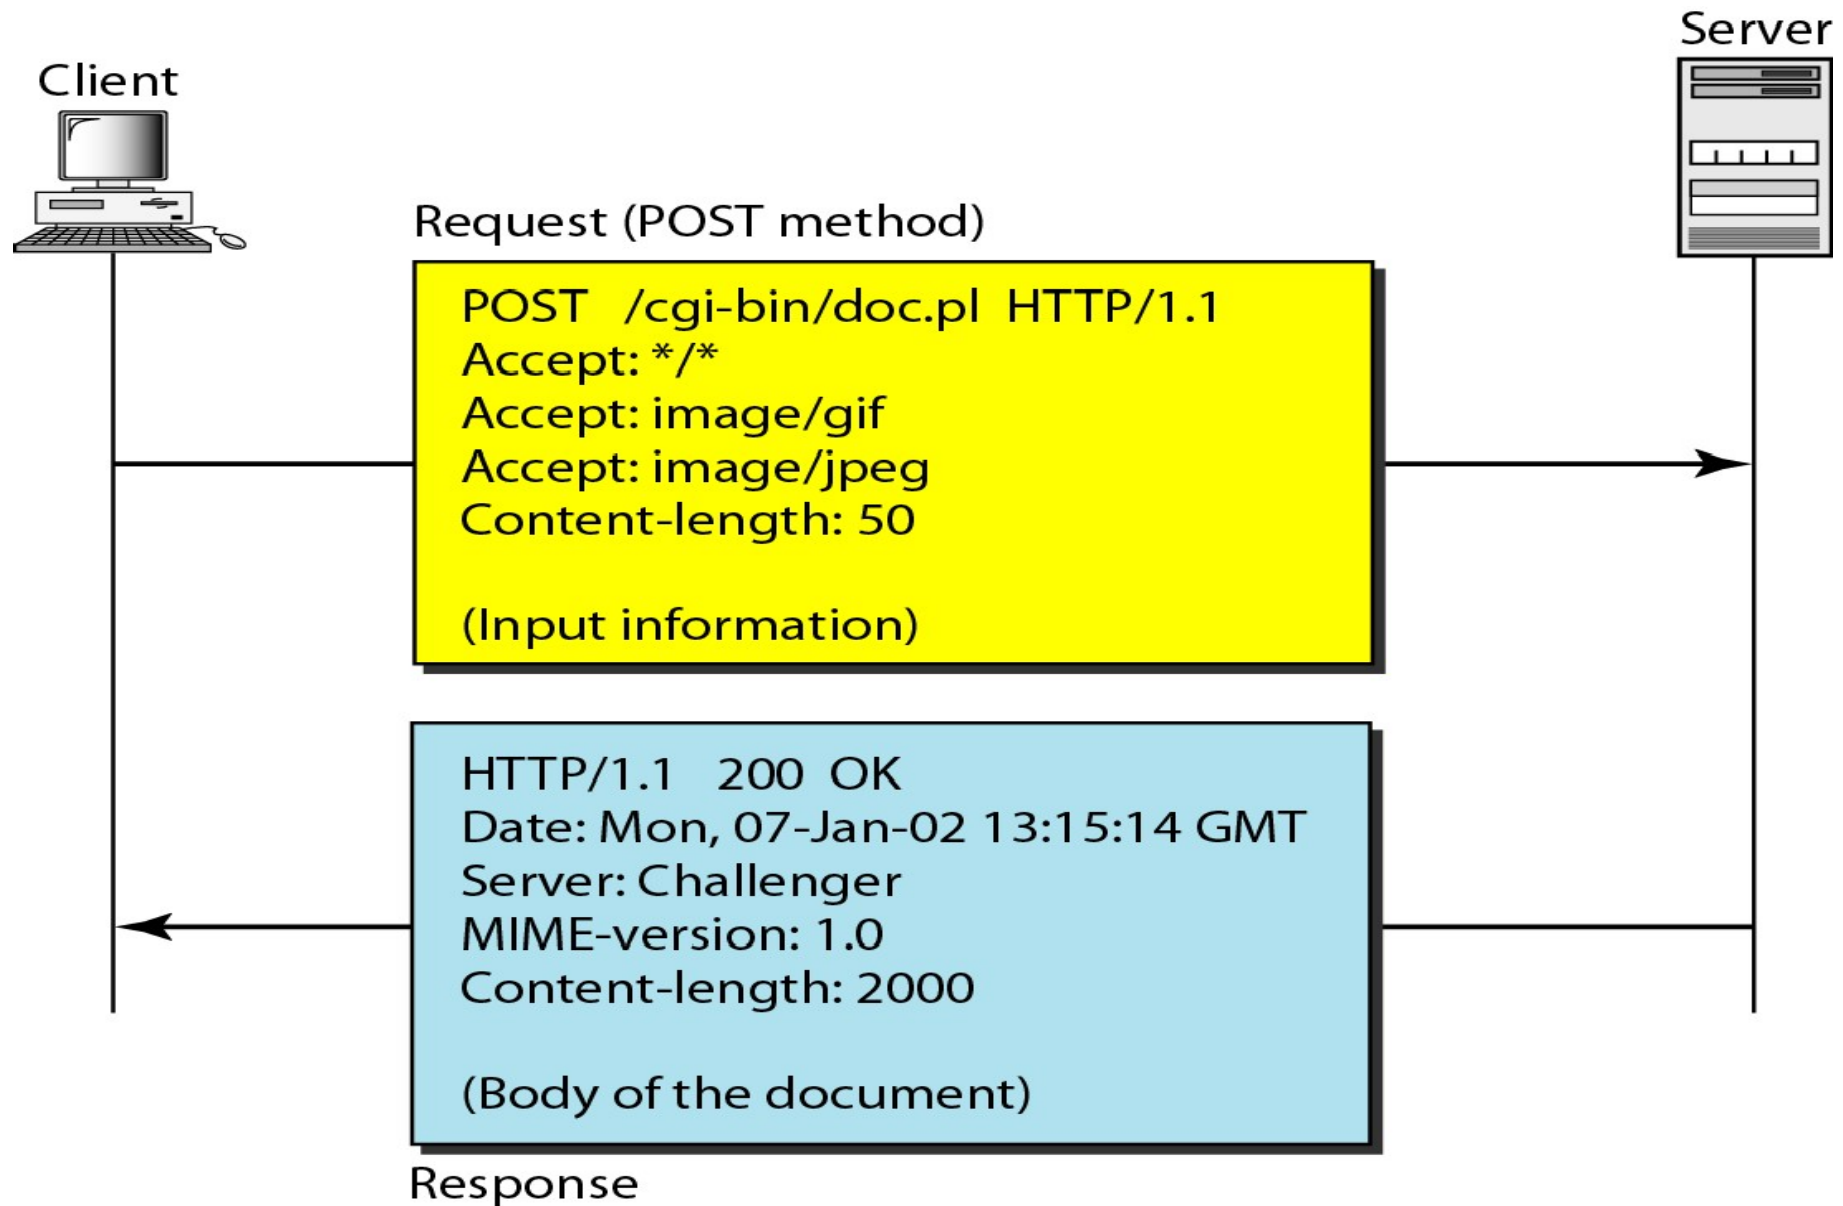 Client
Server
Request (POST method)
POST /cgi-bin/doc.pl HTTP/1.1
Accept: */*
Accept: image/gif
Accept: image/jpeg
Content-length: 50
(Input information)
HTTP/1.1 200 OK
Date: Mon, 07-Jan-02 13:15:14 GMT
Server: Challenger
MIME-version: 1.0
Content-length: 2000
(Body of the document)
Response